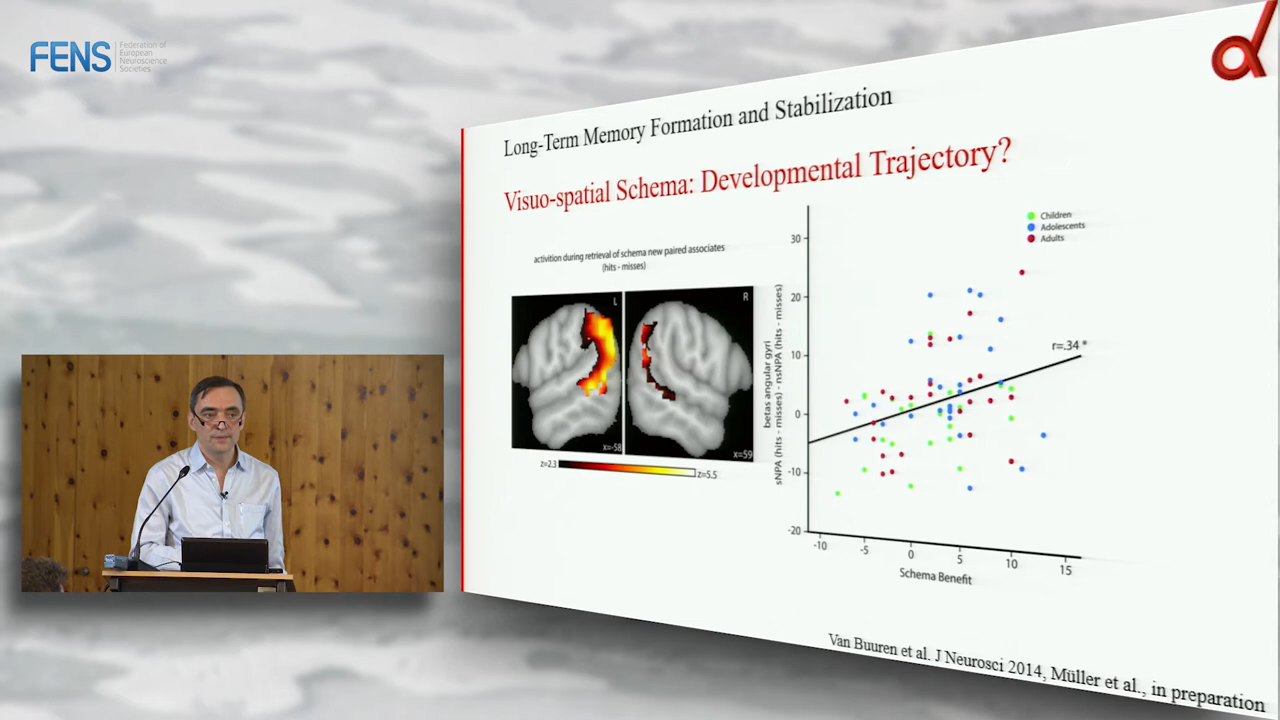 FENS
Federation of
European
Neuroscience
Societies
Long-Term Memory Formation and Stabilization
Visuo-spatial Schema: Developmental Trajectory?
activition during retrieval of schema new paired associates
(hits - misses)
L
R
x=-58
x=59
z=2.3
z=5.5
Children
Adolescents
Adults
betas angular gyri
sNPA (hits - misses) - nsNPA (hits - misses)
30
20
10
0
-10
-20
r=.34 *
-10
-5
0
5
10
15
Schema Benefit
Van Buuren et al. J Neurosci 2014, Müller et al., in preparation